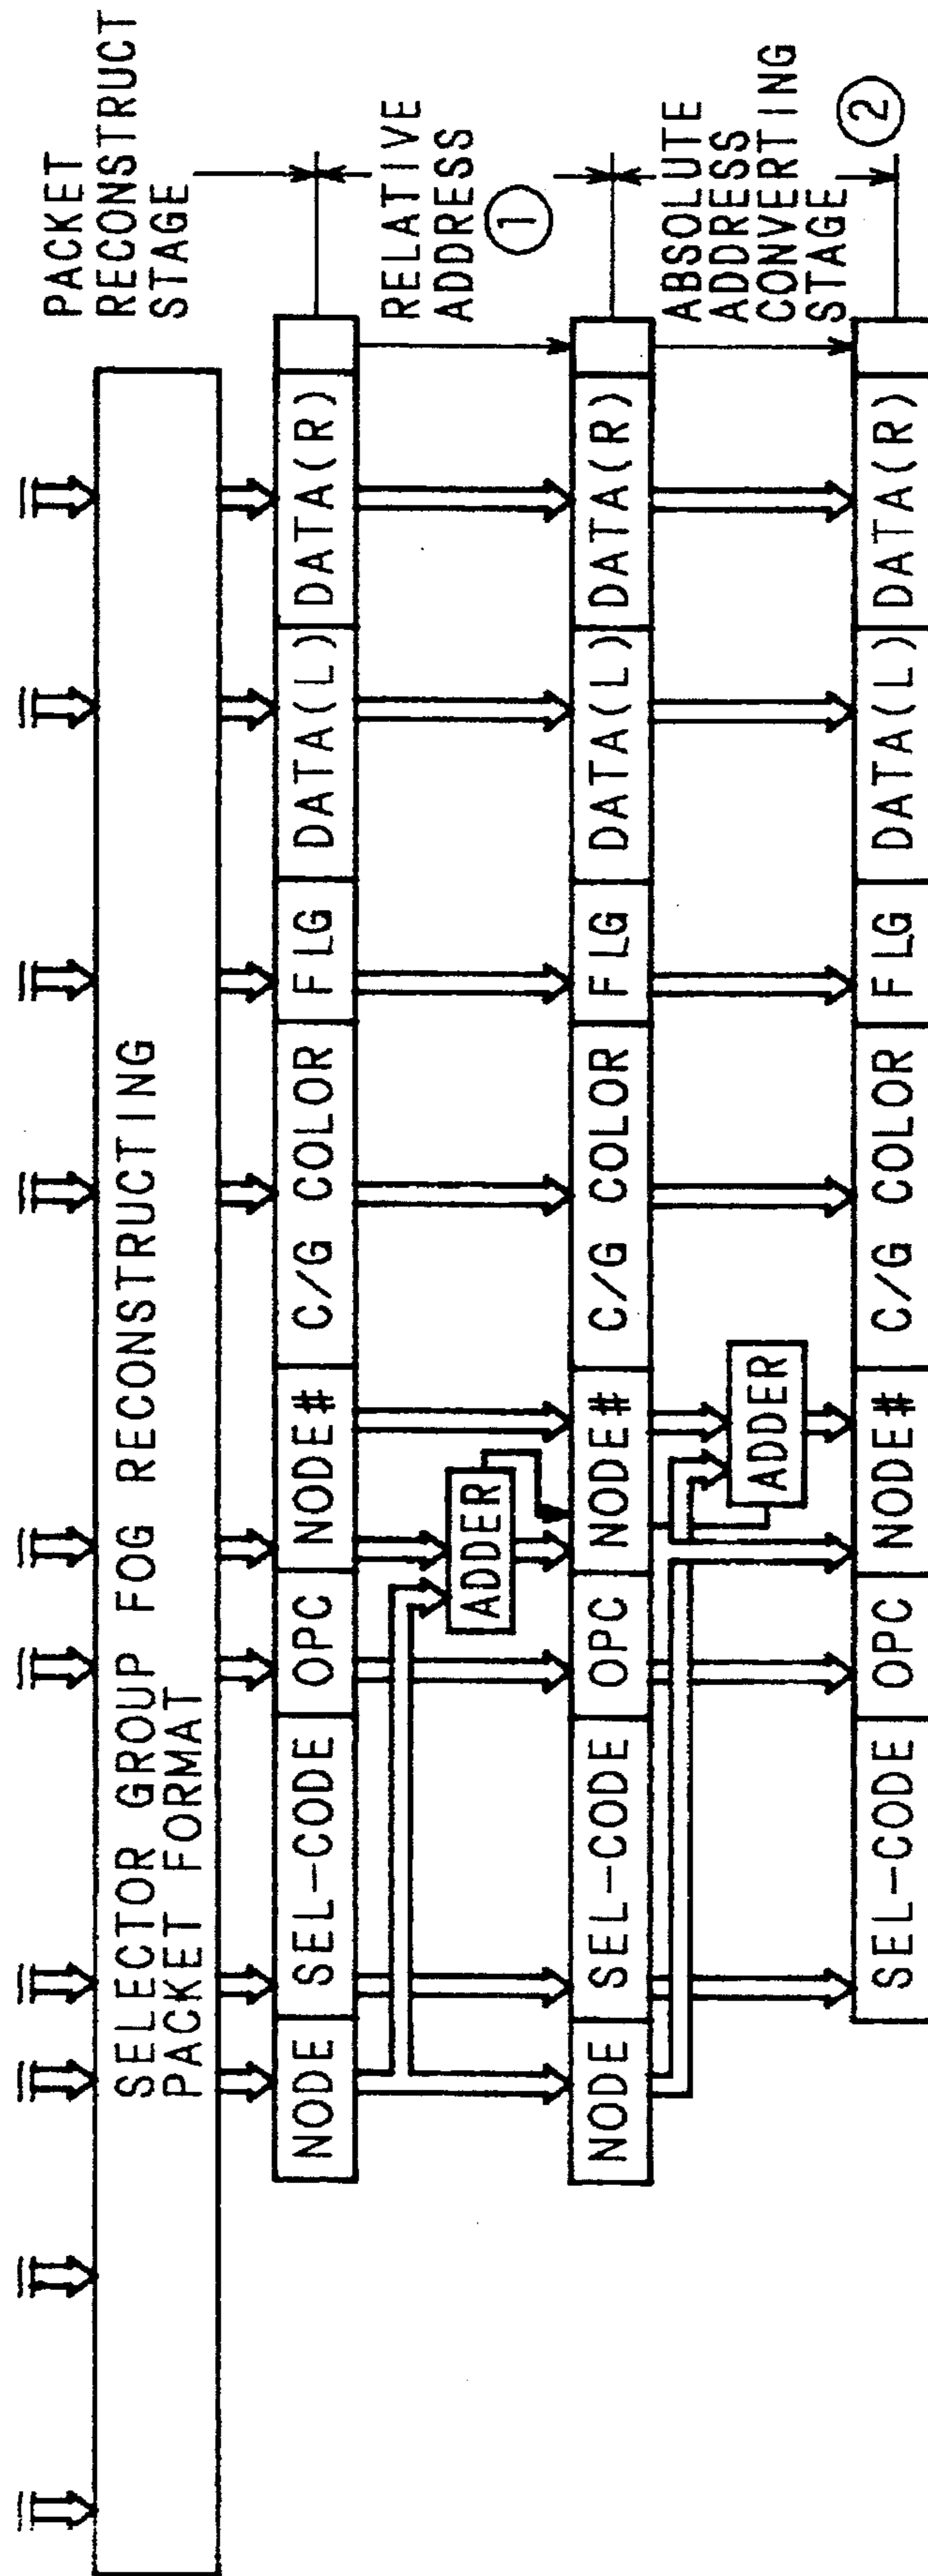 PACKET
RECONSTRUCT
STAGE
SELECTOR GROUP FOG RECONSTRUCTING
PACKET FORMAT
NODE SEL-CODE OPC NODE# C/G COLOR FLG DATA(L) DATA(R)
RELATIVE
ADDRESS
1
ADDER
NODE SEL-CODE OPC NODE# C/G COLOR FLG DATA(L) DATA(R)
ABSOLUTE
ADDRESS
CONVERTING
STAGE
2
ADDER
SEL-CODE OPC NODE# C/G COLOR FLG DATA(L) DATA(R)